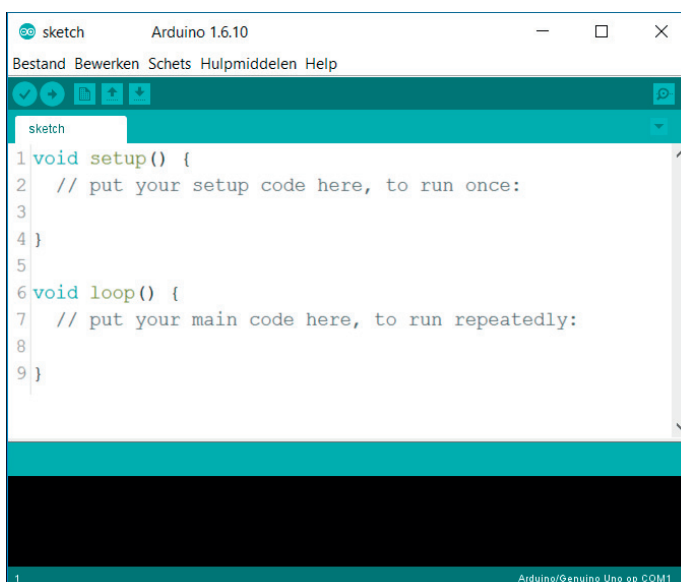 sketch Arduino 1.6.10
Bestand Bewerken Schets Hulpmiddelen Help
sketch
1 void setup() {
2 // put your setup code here, to run once:
3
4 }
5
6 void loop() {
7 // put your main code here, to run repeatedly:
8
9 }
1 Arduino/Genuino Uno op COM1